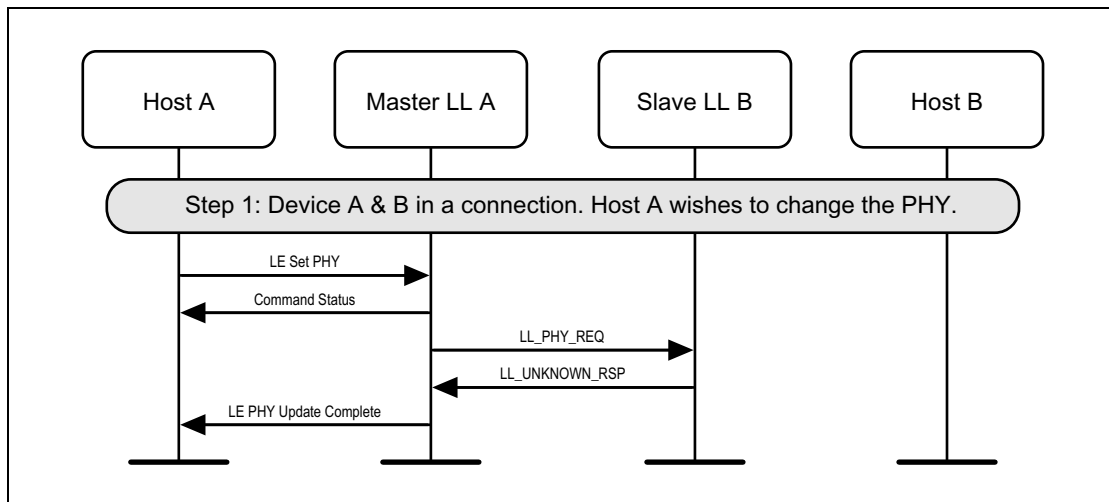 Host A
Master LL A
Slave LL B
Host B
Step 1: Device A & B in a connection. Host A wishes to change the PHY.
LE Set PHY
Command Status
LL_PHY_REQ
LL_UNKNOWN_RSP
LE PHY Update Complete